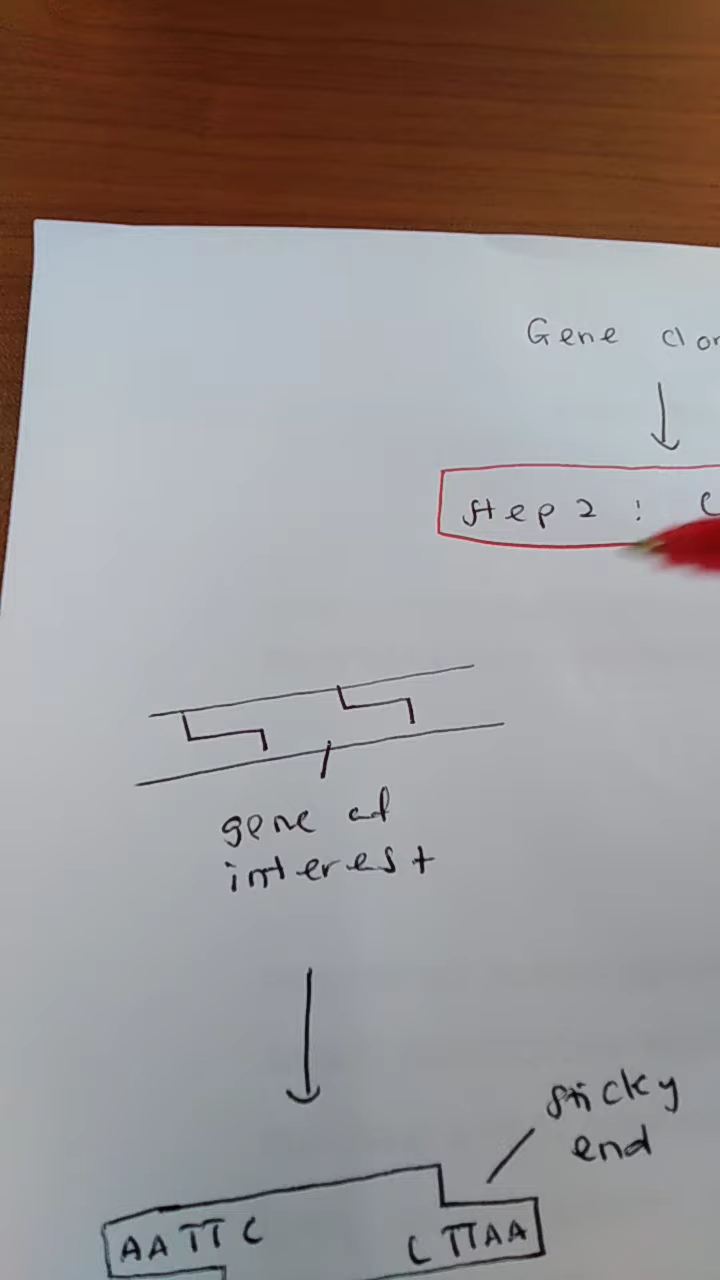 Gene
Step 2 :
gene of
interest
sticky
end
AATTC
CTTAA